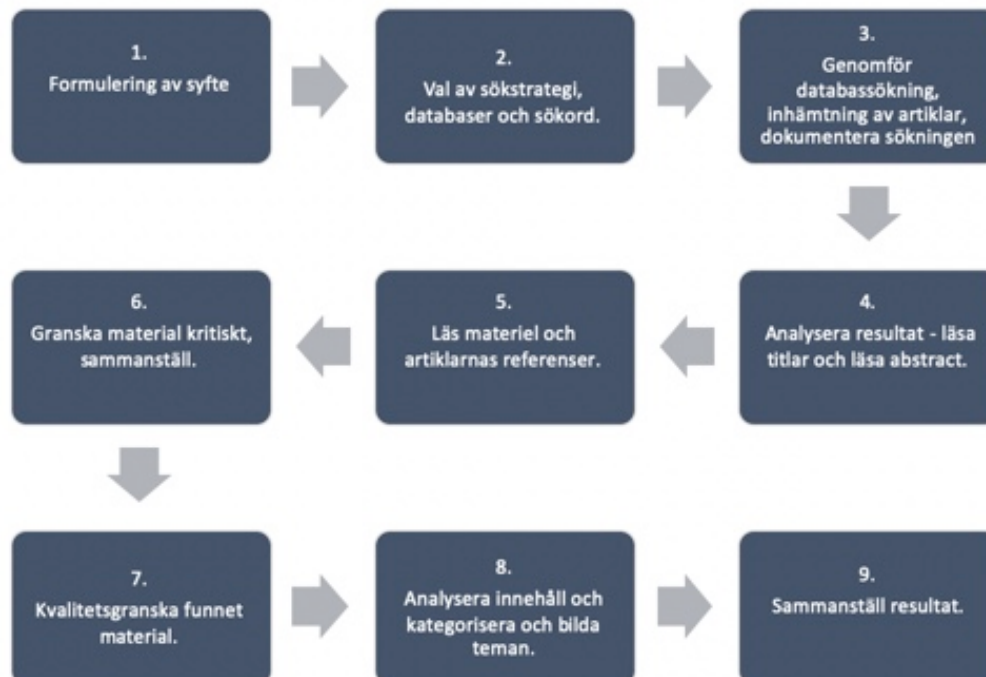 1.
Formulering av syfte
2.
Val av sökstrategi,
databaser och sökord.
3.
Genomför
databassökning,
inhämtning av artiklar,
dokumentera sökningen
4.
Analysera resultat - läsa
titlar och läsa abstract.
5.
Läs materiel och
artiklarnas referenser.
6.
Granska material kritiskt,
sammanställ.
7.
Kvalitetsgranska funnet
material.
8.
Analysera innehåll och
kategorisera och bilda
teman.
9.
Sammanställ resultat.